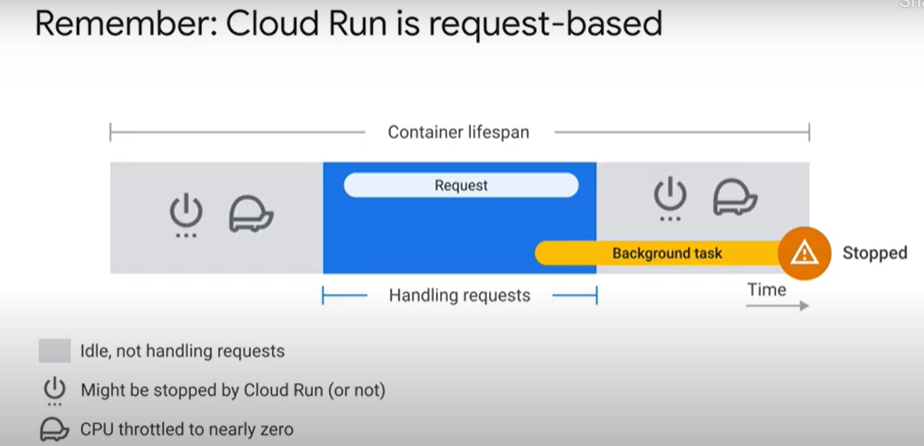 Remember: Cloud Run is request-based
Container lifespan
Request
Background task
Stopped
Handling requests
Time
Idle, not handling requests
Might be stopped by Cloud Run (or not)
CPU throttled to nearly zero